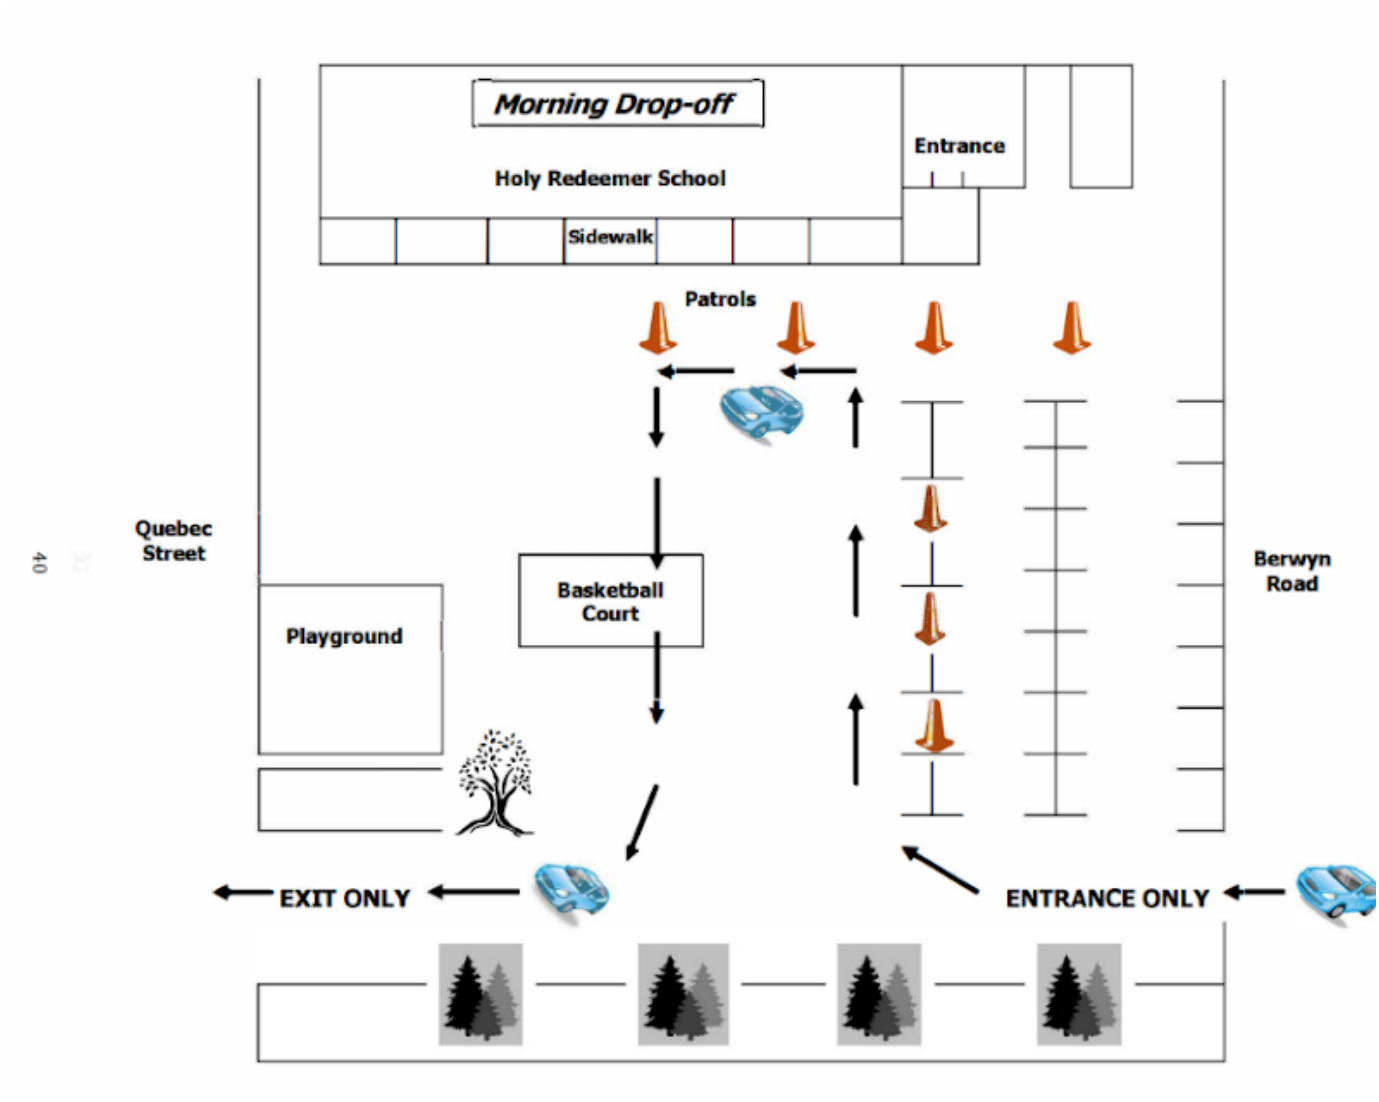 Morning Drop-off
Entrance
Holy Redeemer School
Sidewalk
Patrols
Quebec
Street
40
Basketball
Court
Berwyn
Road
Playground
EXIT ONLY
ENTRANCE ONLY